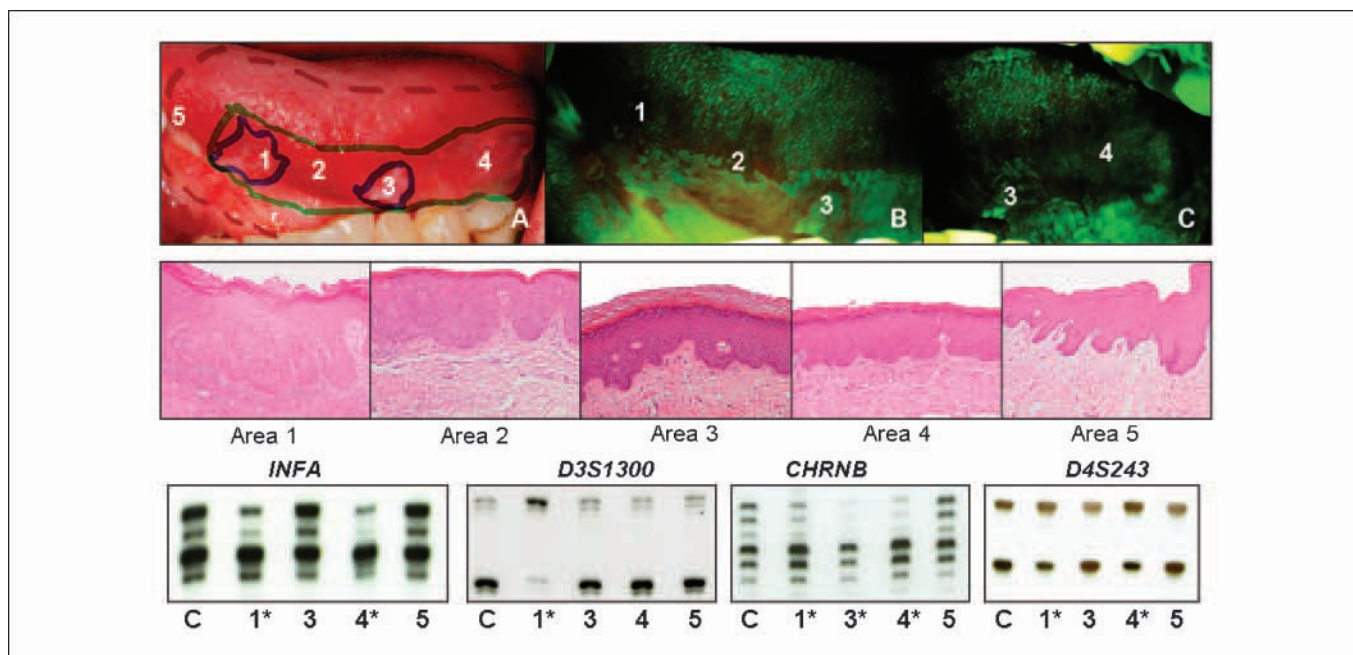 5
1
2
3
4
r
A
1
2
3
B
3
4
C
Area 1 Area 2 Area 3 Area 4 Area 5
INFA D3S1300 CHRNB D4S243
C 1* 3 4* 5 C 1* 3 4 5 C 1* 3* 4* 5 C 1* 3 4* 5